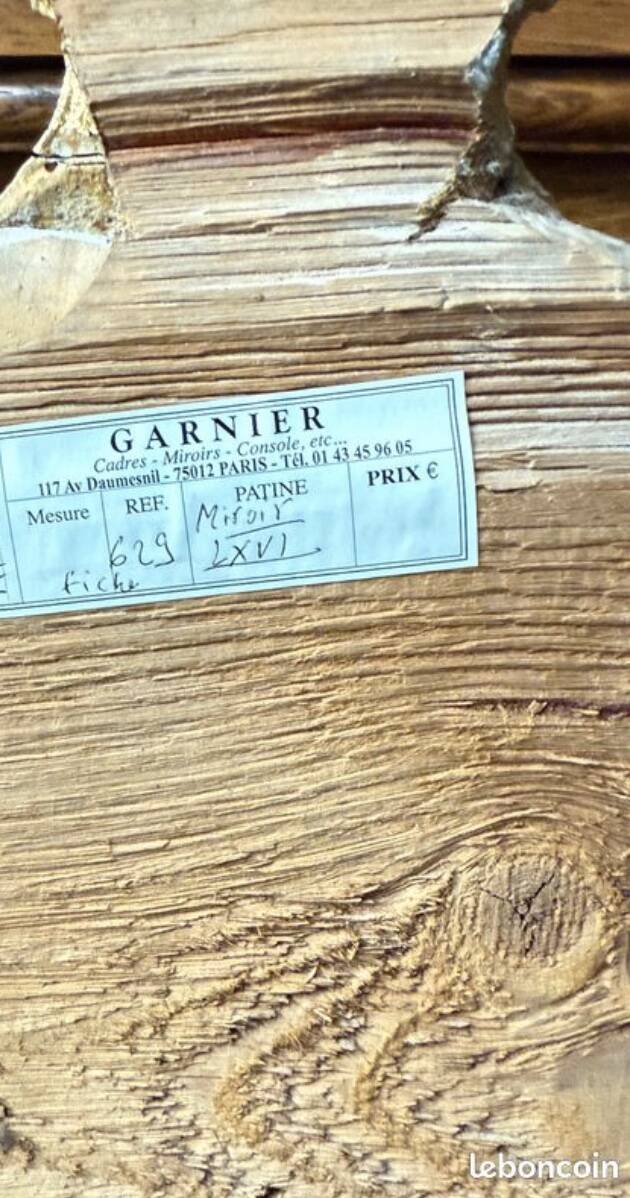 GARNIER
Cadres - Miroirs - Console, etc...
117 Av Daumesnil - 75012 PARIS - Tél. 01 43 45 96 05
Mesure REF. PATINE PRIX €
629 Miroir
fiche LXVI
leboncoin